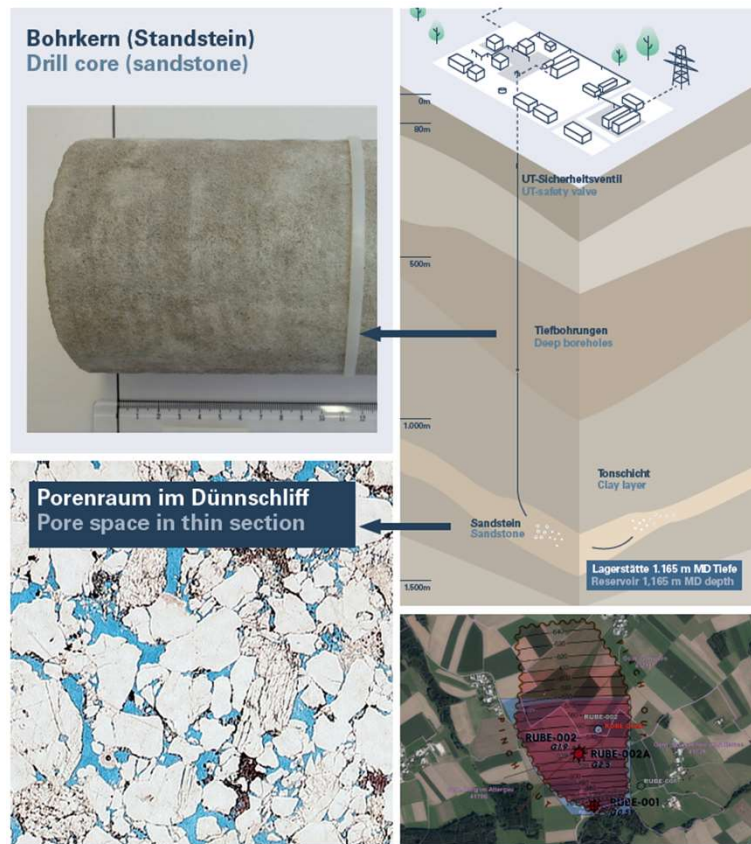 Bohrkern (Standstein)
Drill core (sandstone)
0m
80m
UT-Sicherheitsventil
UT-safety valve
500m
Tiefbohrungen
Deep boreholes
1.000m
Tonschicht
Clay layer
Sandstein
Sandstone
Lagerstätte 1.165 m MD Tiefe
Reservoir 1,165 m MD depth
1.500m
Porenraum im Dünnschliff
Pore space in thin section
RUBE-002
RUBE-002
RUBE-002A
RUBE-001